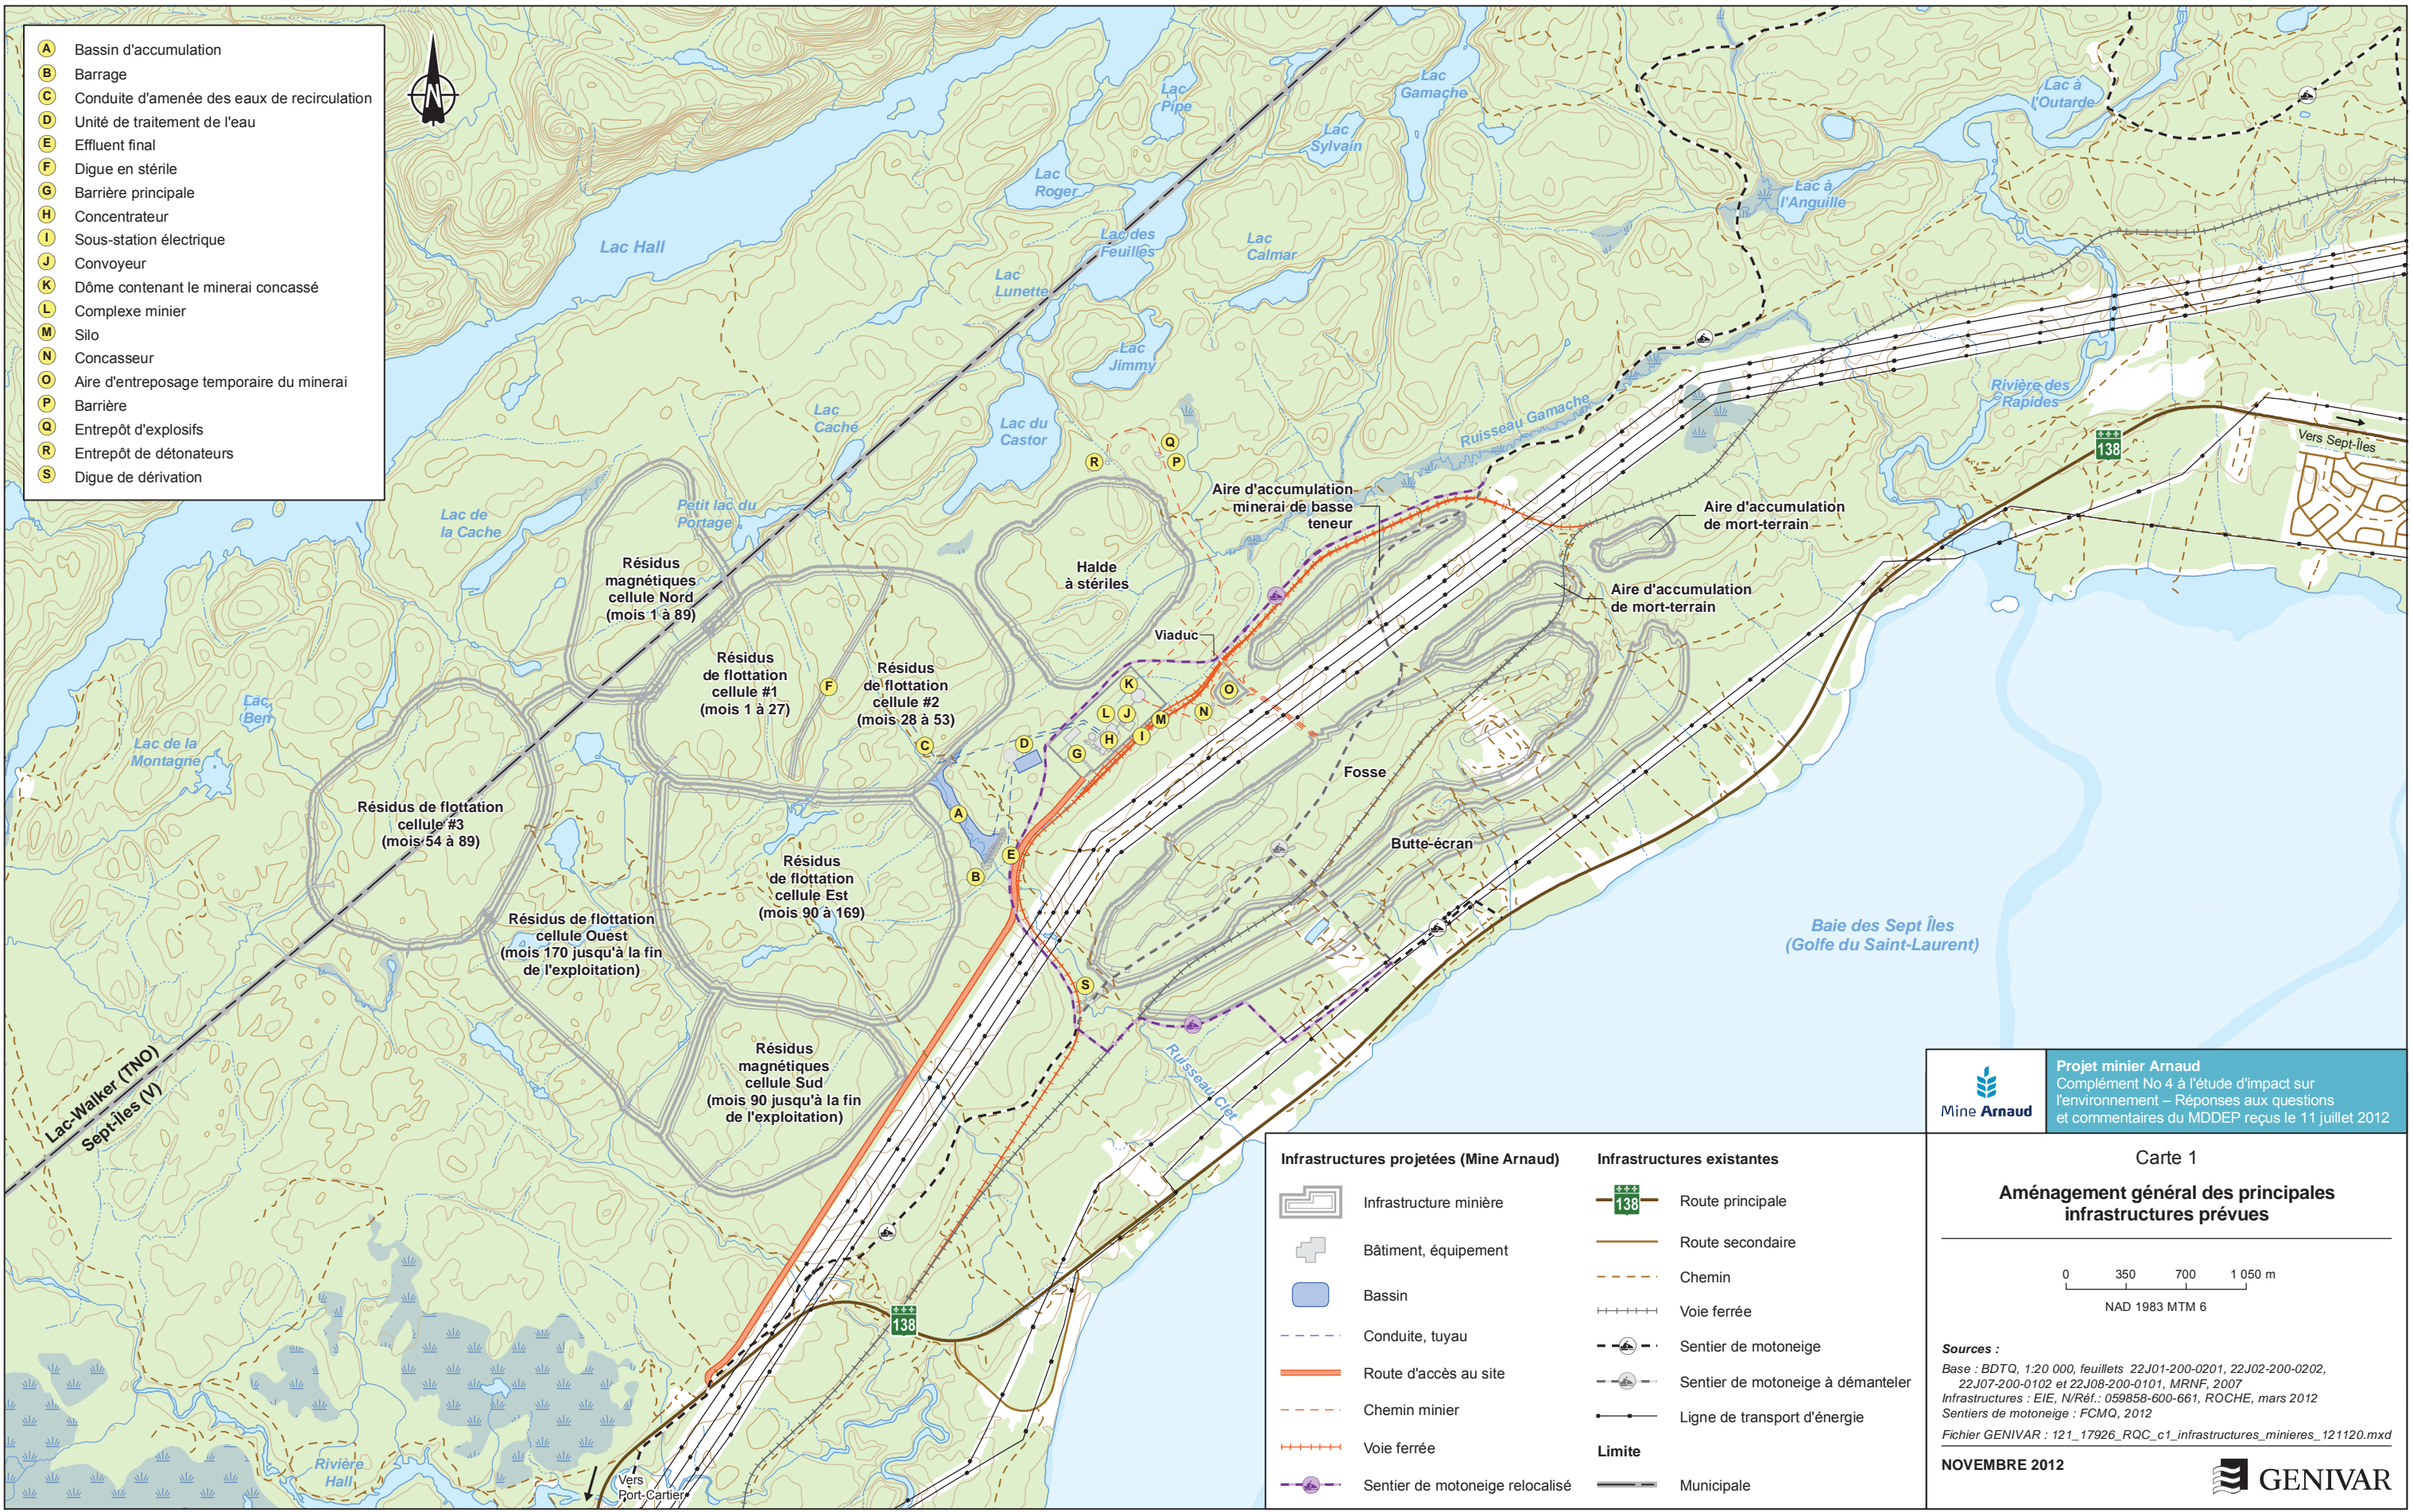 A Bassin d'accumulation
B Barrage
C Conduite d'amenée des eaux de recirculation
D Unité de traitement de l'eau
E Effluent final
F Digue en stérile
G Barrière principale
H Concentrateur
I Sous-station électrique
J Convoyeur
K Dôme contenant le minerai concassé
L Complexe minier
M Silo
N Concasseur
O Aire d'entreposage temporaire du minerai
P Barrière
Q Entrepôt d'explosifs
R Entrepôt de détonateurs
S Digue de dérivation
N
Lac Hall
Lac
Pipe
Lac
Gamache
Lac
Sylvain
Lac
Roger
Lac des
Feuilles
Lac
Calmar
Lac
Lunette
Lac
Jimmy
Lac à
l'Outarde
Lac à
l'Anguille
Rivière des
Rapides
Ruisseau Gamache
138
Vers Sept-Îles
Lac
Caché
Lac du
Castor
Lac de
la Cache
Petit lac du
Portage
R
Q
P
Aire d'accumulation
minerai de basse
teneur
Aire d'accumulation
de mort-terrain
Aire d'accumulation
de mort-terrain
Résidus
magnétiques
cellule Nord
(mois 1 à 89)
Halde
à stériles
Viaduc
Résidus
de flottation
cellule #1
(mois 1 à 27)
F
Résidus
de flottation
cellule #2
(mois 28 à 53)
K
O
L
J
M
N
C
D
G
H
I
Lac
Ben
Lac de la
Montagne
Résidus de flottation
cellule #3
(mois 54 à 89)
A
E
B
Fosse
Butte-écran
Résidus
de flottation
cellule Est
(mois 90 à 169)
Résidus de flottation
cellule Ouest
(mois 170 jusqu'à la fin
de l'exploitation)
S
Baie des Sept Îles
(Golfe du Saint-Laurent)
Résidus
magnétiques
cellule Sud
(mois 90 jusqu'à la fin
de l'exploitation)
Ruisseau Clet
Lac-Walker (TNO)
Sept-Îles (V)
138
Rivière
Hall
Vers
Port-Cartier
Infrastructures projetées (Mine Arnaud)
Infrastructure minière
Bâtiment, équipement
Bassin
Conduite, tuyau
Route d'accès au site
Chemin minier
Voie ferrée
Sentier de motoneige relocalisé
Infrastructures existantes
138 Route principale
Route secondaire
Chemin
Voie ferrée
Sentier de motoneige
Sentier de motoneige à démanteler
Ligne de transport d'énergie
Limite
Municipale
Mine Arnaud
Projet minier Arnaud
Complément No 4 à l'étude d'impact sur
l'environnement – Réponses aux questions
et commentaires du MDDEP reçus le 11 juillet 2012
Carte 1
Aménagement général des principales
infrastructures prévues
0 350 700 1 050 m
NAD 1983 MTM 6
Sources :
Base : BDTQ, 1:20 000, feuillets 22J01-200-0201, 22J02-200-0202,
22J07-200-0102 et 22J08-200-0101, MRNF, 2007
Infrastructures : EIE, N/Réf.: 059858-600-661, ROCHE, mars 2012
Sentiers de motoneige : FCMQ, 2012
Fichier GENIVAR : 121_17926_RQC_c1_infrastructures_minieres_121120.mxd
NOVEMBRE 2012
GENIVAR